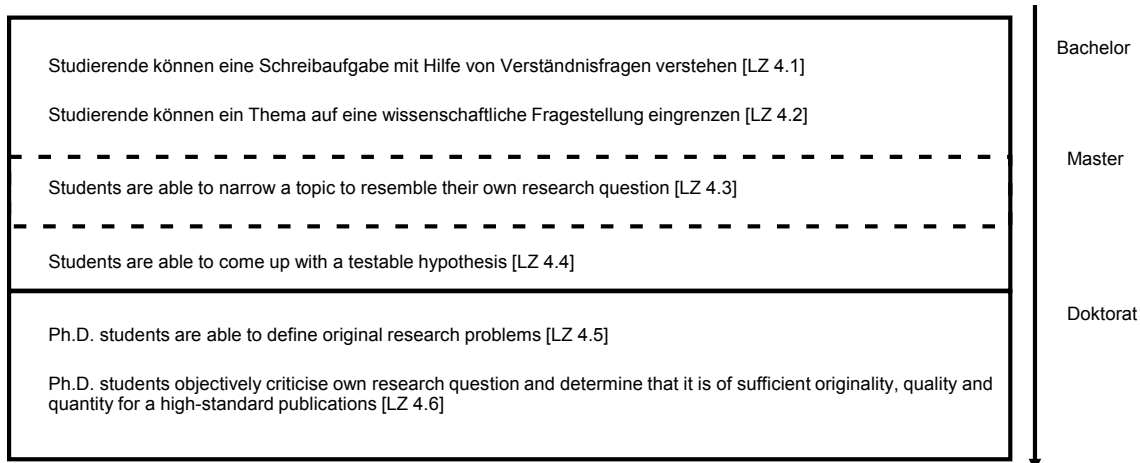 Bachelor
Studierende können eine Schreibaufgabe mit Hilfe von Verständnisfragen verstehen [LZ 4.1]
Studierende können ein Thema auf eine wissenschaftliche Fragestellung eingrenzen [LZ 4.2]
Master
Students are able to narrow a topic to resemble their own research question [LZ 4.3]
Students are able to come up with a testable hypothesis [LZ 4.4]
Doktorat
Ph.D. students are able to define original research problems [LZ 4.5]
Ph.D. students objectively criticise own research question and determine that it is of sufficient originality, quality and
quantity for a high-standard publications [LZ 4.6]